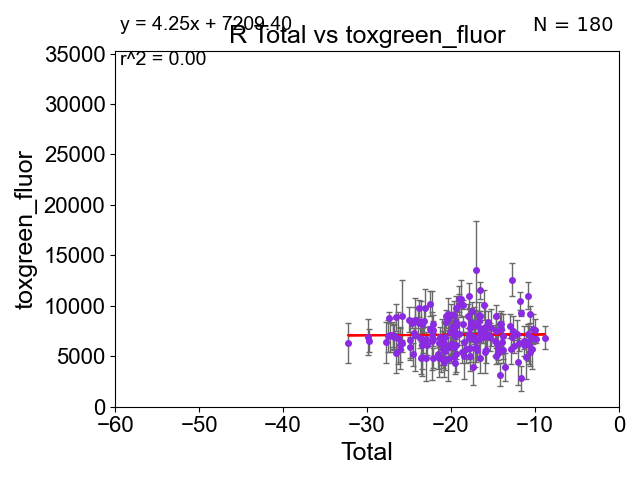 y = 4.25x + 7209.40
N = 180
R Total vs toxgreen_fluor
r^2 = 0.00
toxgreen_fluor
35000
30000
25000
20000
15000
10000
5000
0
−60 −50 −40 −30 −20 −10 0
Total